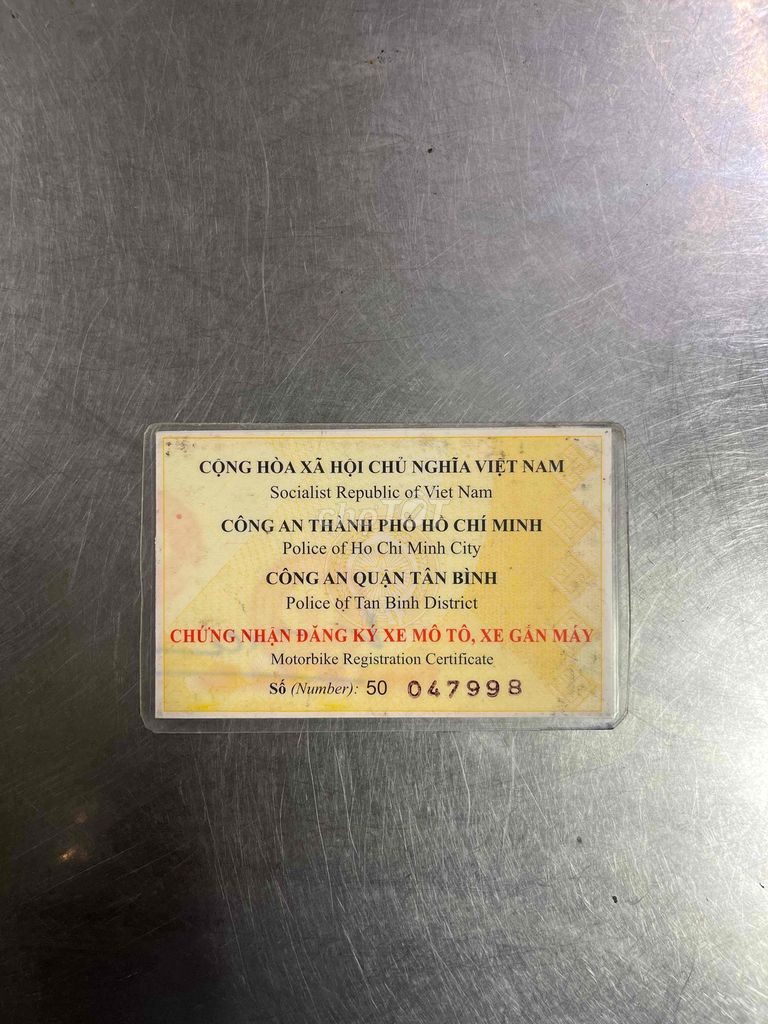 CỘNG HÒA XÃ HỘI CHỦ NGHĨA VIỆT NAM
Socialist Republic of Viet Nam
chợTỐT
CÔNG AN THÀNH PHỐ HỒ CHÍ MINH
Police of Ho Chi Minh City
CÔNG AN QUẬN TÂN BÌNH
Police of Tan Binh District
CHỨNG NHẬN ĐĂNG KÝ XE MÔ TÔ, XE GẮN MÁY
Motorbike Registration Certificate
Số (Number): 50 047998